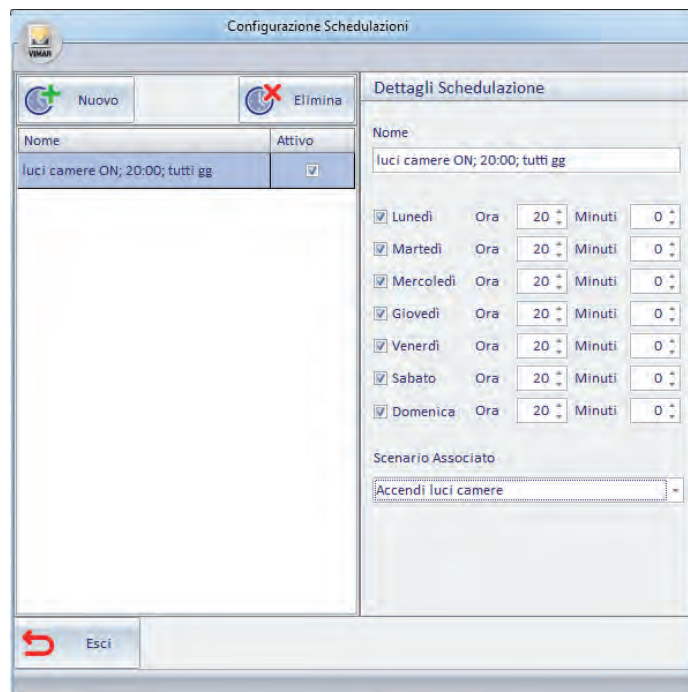 Configurazione Schedulazioni
VIMAR
Nuovo
Elimina
Nome Attivo
luci camere ON; 20:00; tutti gg
Dettagli Schedulazione
Nome
luci camere ON; 20:00; tutti gg
Lunedì Ora 20 Minuti 0
Martedì Ora 20 Minuti 0
Mercoledì Ora 20 Minuti 0
Giovedì Ora 20 Minuti 0
Venerdì Ora 20 Minuti 0
Sabato Ora 20 Minuti 0
Domenica Ora 20 Minuti 0
Scenario Associato
Accendi luci camere
Esci